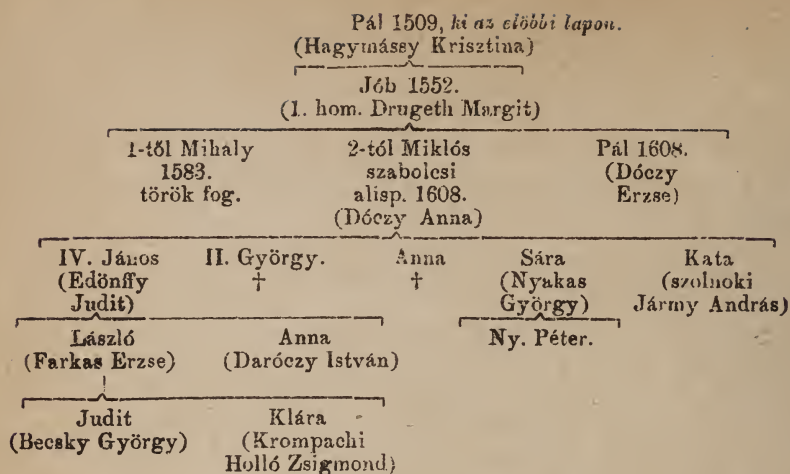 Pál 1509, ki az előbbi lapon.
(Hagymássy Krisztina)
Jób 1552.
(1. hom. Drugeth Margit)
1-től Mihaly 2-tól Miklós Pál 1608.
1583. szabolcsi (Dóczy
török fog. alisp. 1608. Erzse)
(Dóczy Anna)
IV. János II. György. Anna Sára Kata
(Edönffy † † (Nyakas (szolnoki
Judit) György) Jármy András)
László Anna Ny. Péter.
(Farkas Erzse) (Daróczy István)
Judit Klára
(Becsky György) (Krompachi
Holló Zsigmond)